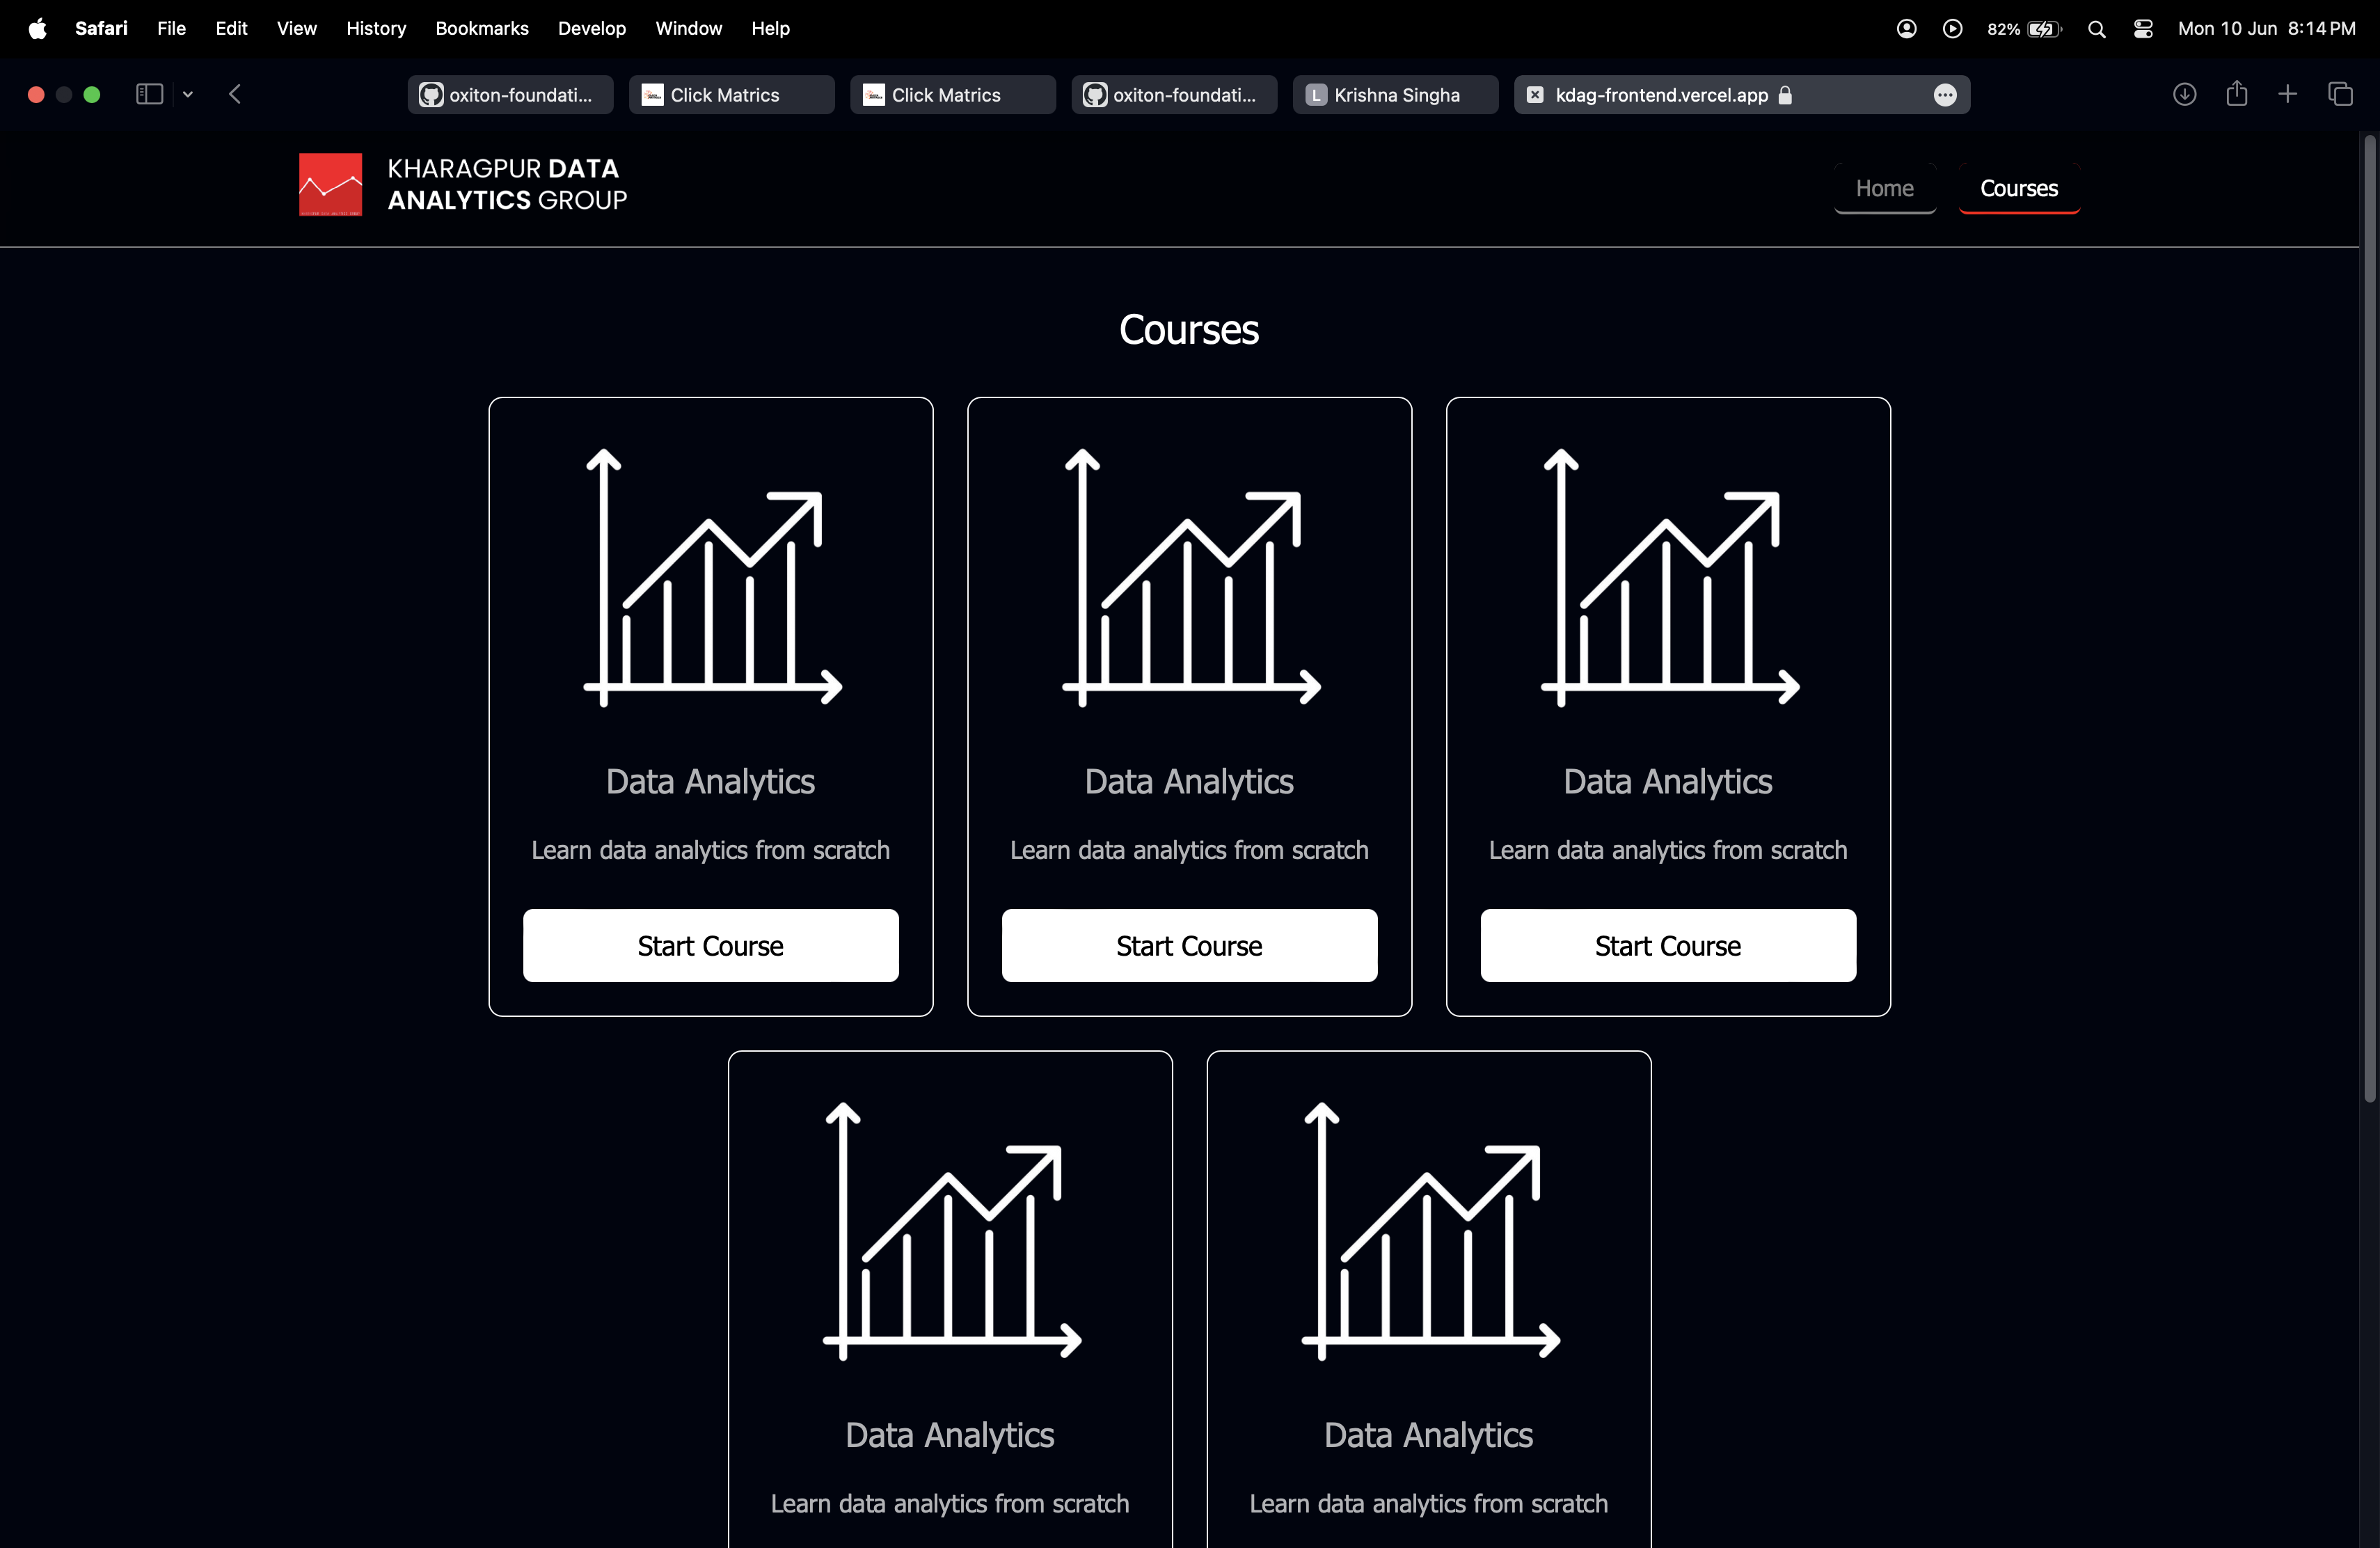 Safari File Edit View History Bookmarks Develop Window Help 82% Mon 10 Jun 8:14 PM
oxiton-foundati... Click Matrics Click Matrics oxiton-foundati... L Krishna Singha kdag-frontend.vercel.app
KHARAGPUR DATA
ANALYTICS GROUP
Home Courses
Courses
Data Analytics Data Analytics Data Analytics
Learn data analytics from scratch Learn data analytics from scratch Learn data analytics from scratch
Start Course Start Course Start Course
Data Analytics Data Analytics
Learn data analytics from scratch Learn data analytics from scratch